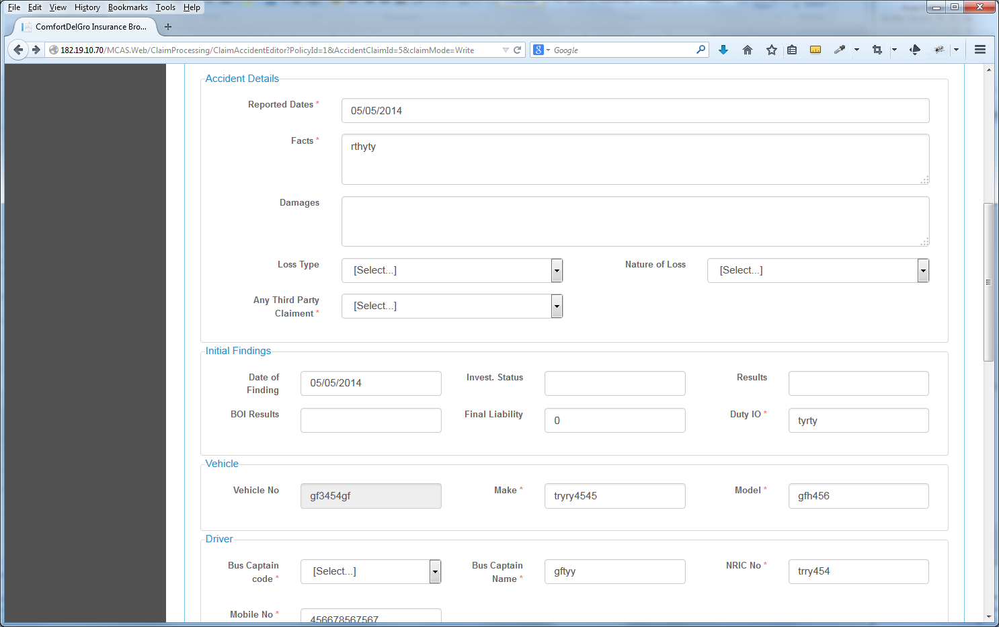 File Edit View History Bookmarks Tools Help
ComfortDelGro Insurance Bro...
182.19.10.70/MCAS.Web/ClaimProcessing/ClaimAccidentEditor?PolicyId=1&AccidentClaimId=5&claimMode=Write
Google
Accident Details
Reported Dates * 05/05/2014
Facts * rthyty
Damages
Loss Type [Select...] Nature of Loss [Select...]
Any Third Party Claiment * [Select...]
Initial Findings
Date of Finding 05/05/2014 Invest. Status Results
BOI Results Final Liability 0 Duty IO * tyrty
Vehicle
Vehicle No gf3454gf Make * tryry4545 Model * gfh456
Driver
Bus Captain code * [Select...] Bus Captain Name * gftyy NRIC No * trry454
Mobile No * 456678567567